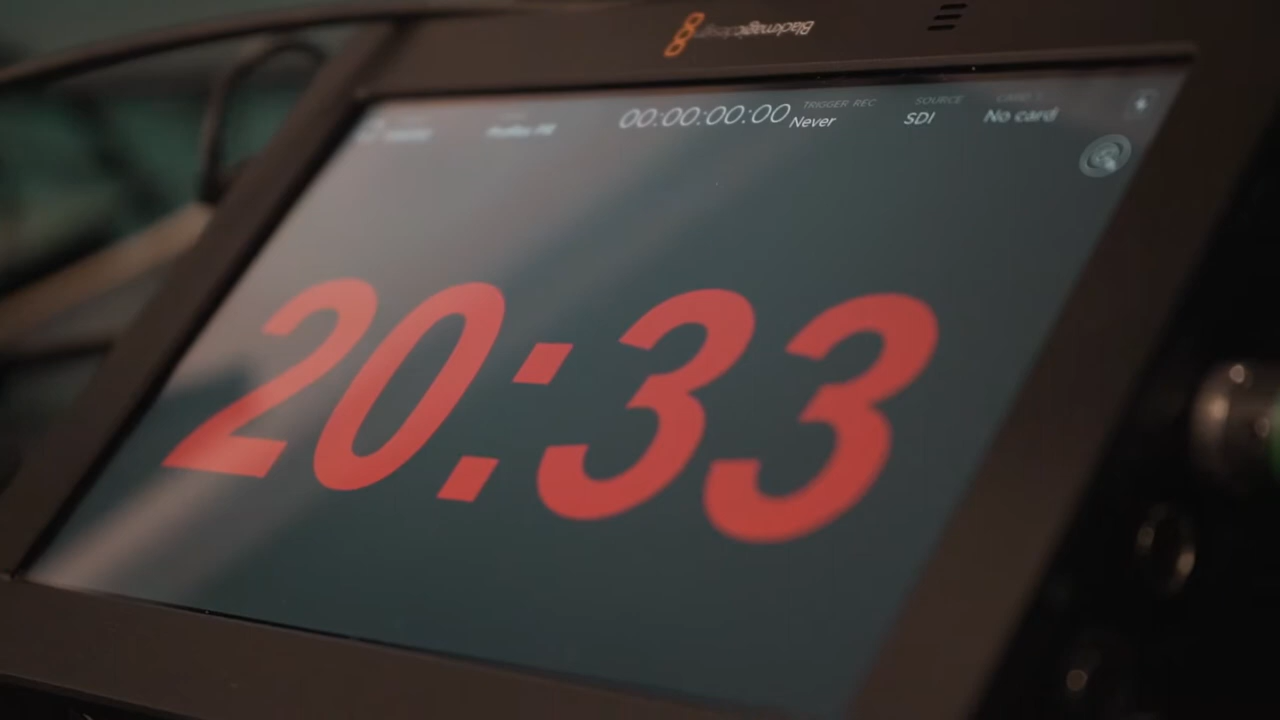 Blackmagicdesign
00:00:00:00
TRIGGER REC
Never
SOURCE
SDI
No card
20:33